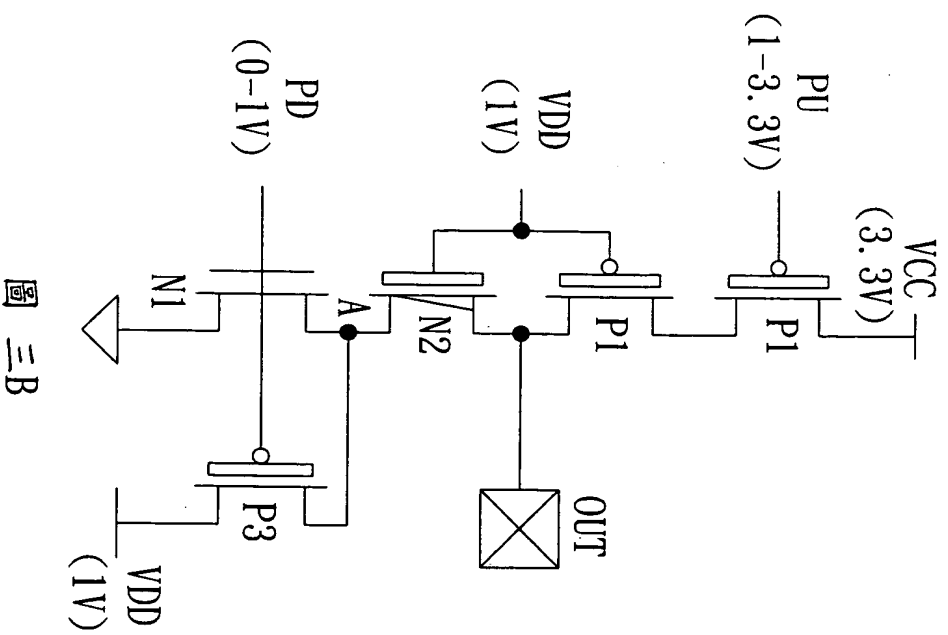 VCC
(3.3V)
PU
(1-3.3V)
P1
P1
VDD
(1V)
OUT
N2
A
PD
(0-1V)
N1
P3
VDD
(1V)
圖 三B